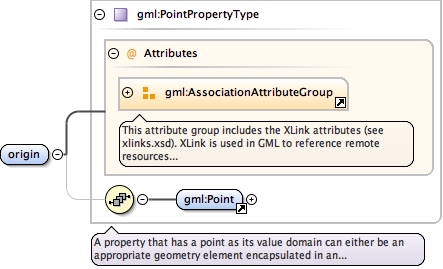 gml:PointPropertyType
@ Attributes
gml:AssociationAttributeGroup
This attribute group includes the XLink attributes (see
xlinks.xsd). XLink is used in GML to reference remote
resources...
origin
gml:Point
A property that has a point as its value domain can either be an
appropriate geometry element encapsulated in an...